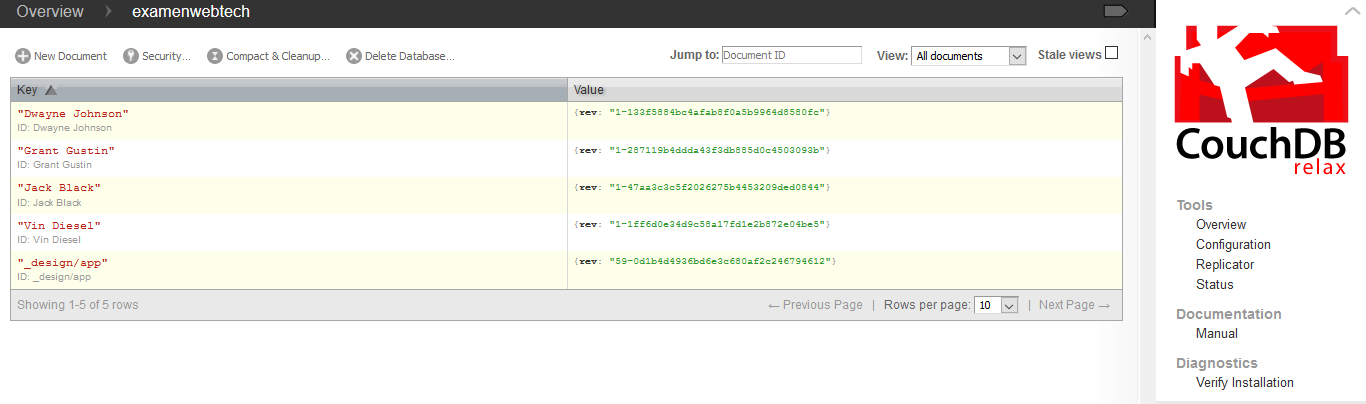 Overview examenwebtech
New Document Security... Compact & Cleanup... Delete Database... Jump to: Document ID View: All documents Stale views
Key Value
"Dwayne Johnson" {rev: "1-133f5884bc4afab8f0a5b9964d8580fc"}
ID: Dwayne Johnson
"Grant Gustin" {rev: "1-287119b4ddda43f3db885d0c4503093b"}
ID: Grant Gustin
"Jack Black" {rev: "1-47aa3c3c5f2026275b4453209ded0844"}
ID: Jack Black
"Vin Diesel" {rev: "1-1ff6d0e34d9c58a17fd1e2b872e04be5"}
ID: Vin Diesel
"_design/app" {rev: "59-0d1b4d4936bd6e3c680af2c246794612"}
ID: _design/app
Showing 1-5 of 5 rows ← Previous Page | Rows per page: 10 | Next Page →
CouchDB
relax
Tools
Overview
Configuration
Replicator
Status
Documentation
Manual
Diagnostics
Verify Installation